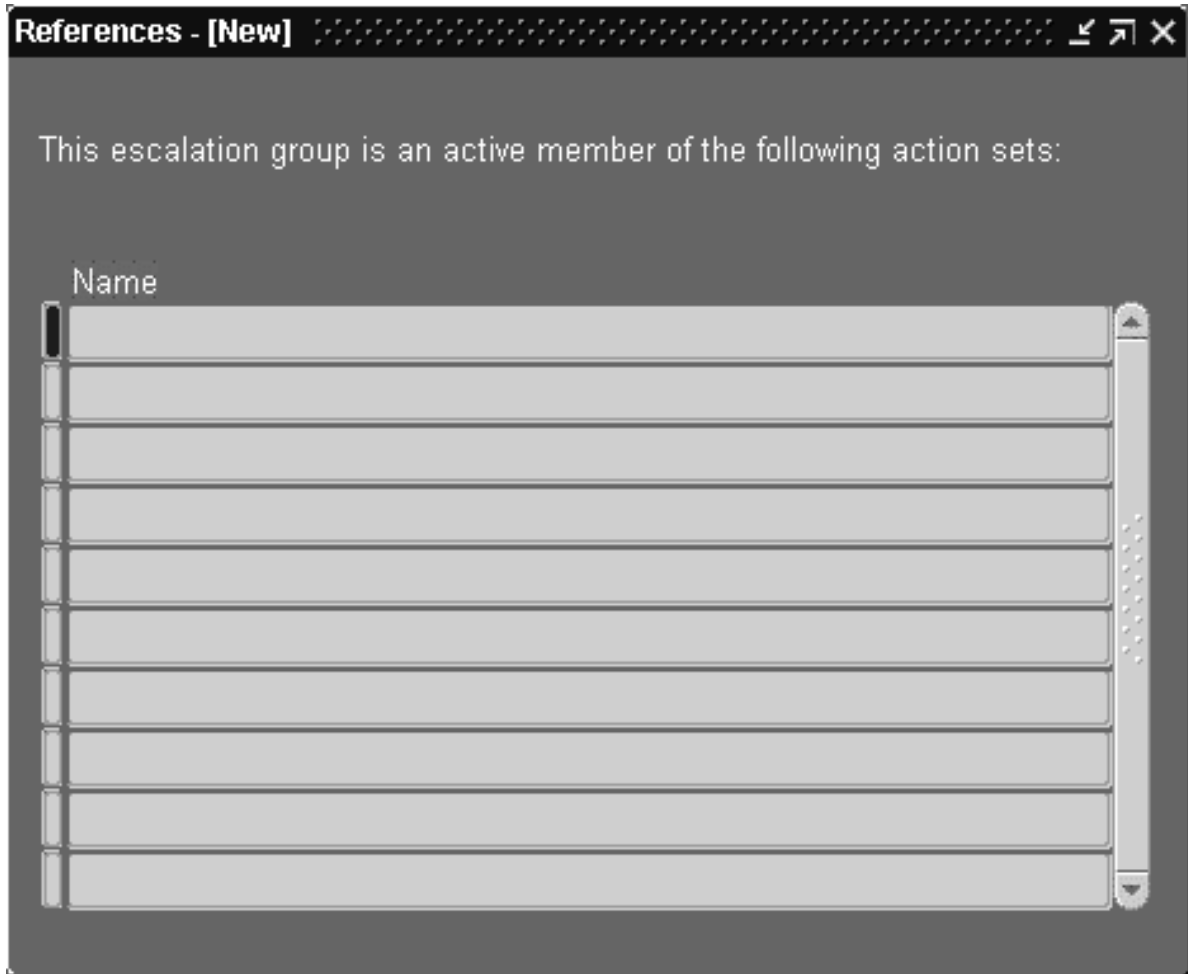 References - [New]
This escalation group is an active member of the following action sets:
Name